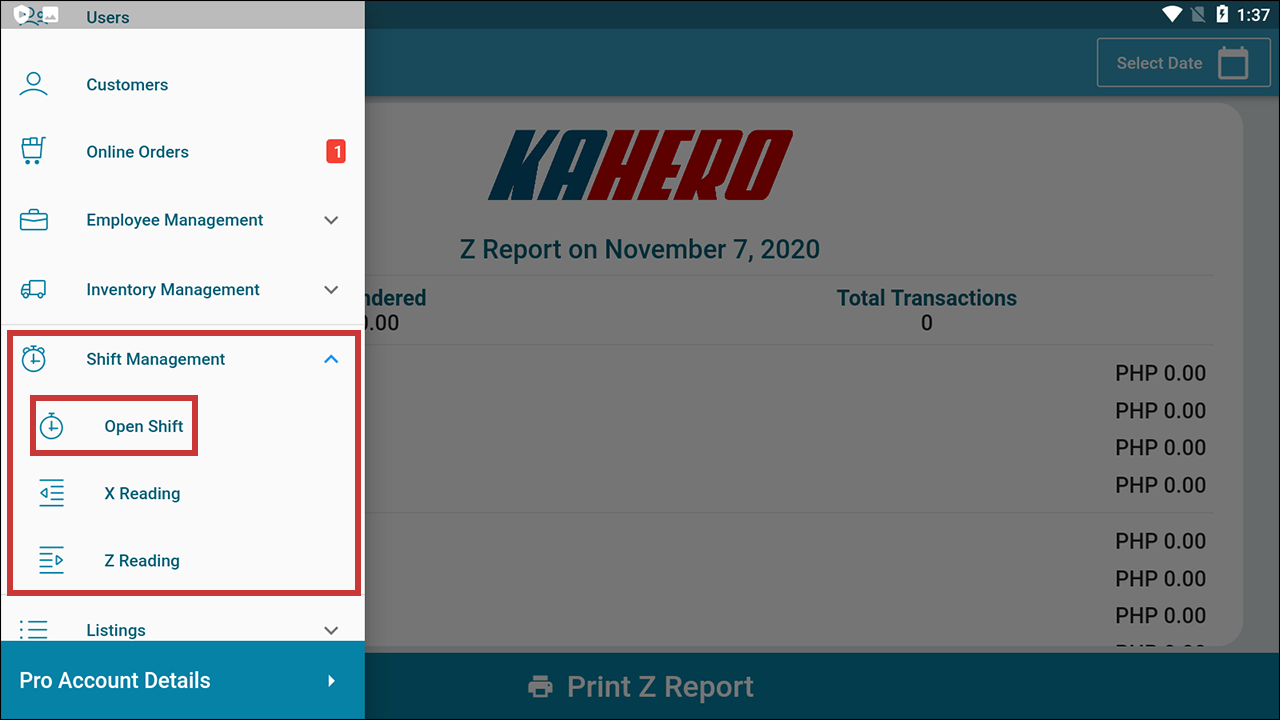 Users
1:37
Customers
Select Date
Online Orders
1
KAHERO
Employee Management
Z Report on November 7, 2020
Inventory Management
ndered
Total Transactions
0.00
0
Shift Management
PHP 0.00
PHP 0.00
Open Shift
PHP 0.00
PHP 0.00
X Reading
PHP 0.00
Z Reading
PHP 0.00
PHP 0.00
Listings
Pro Account Details
Print Z Report